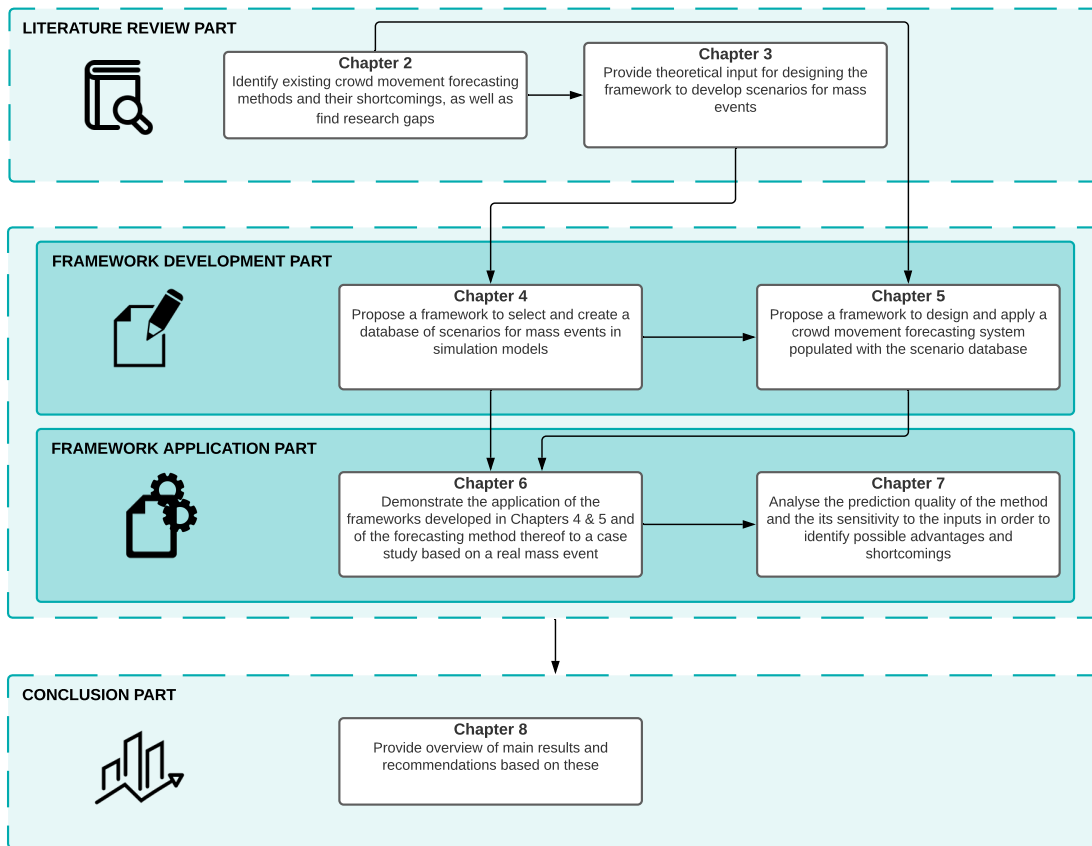 LITERATURE REVIEW PART
Chapter 2
Identify existing crowd movement forecasting
methods and their shortcomings, as well as
find research gaps
Chapter 3
Provide theoretical input for designing the
framework to develop scenarios for mass
events
FRAMEWORK DEVELOPMENT PART
Chapter 4
Propose a framework to select and create a
database of scenarios for mass events in
simulation models
Chapter 5
Propose a framework to design and apply a
crowd movement forecasting system
populated with the scenario database
FRAMEWORK APPLICATION PART
Chapter 6
Demonstrate the application of the
frameworks developed in Chapters 4 & 5 and
of the forecasting method thereof to a case
study based on a real mass event
Chapter 7
Analyse the prediction quality of the method
and the its sensitivity to the inputs in order to
identify possible advantages and
shortcomings
CONCLUSION PART
Chapter 8
Provide overview of main results and
recommendations based on these